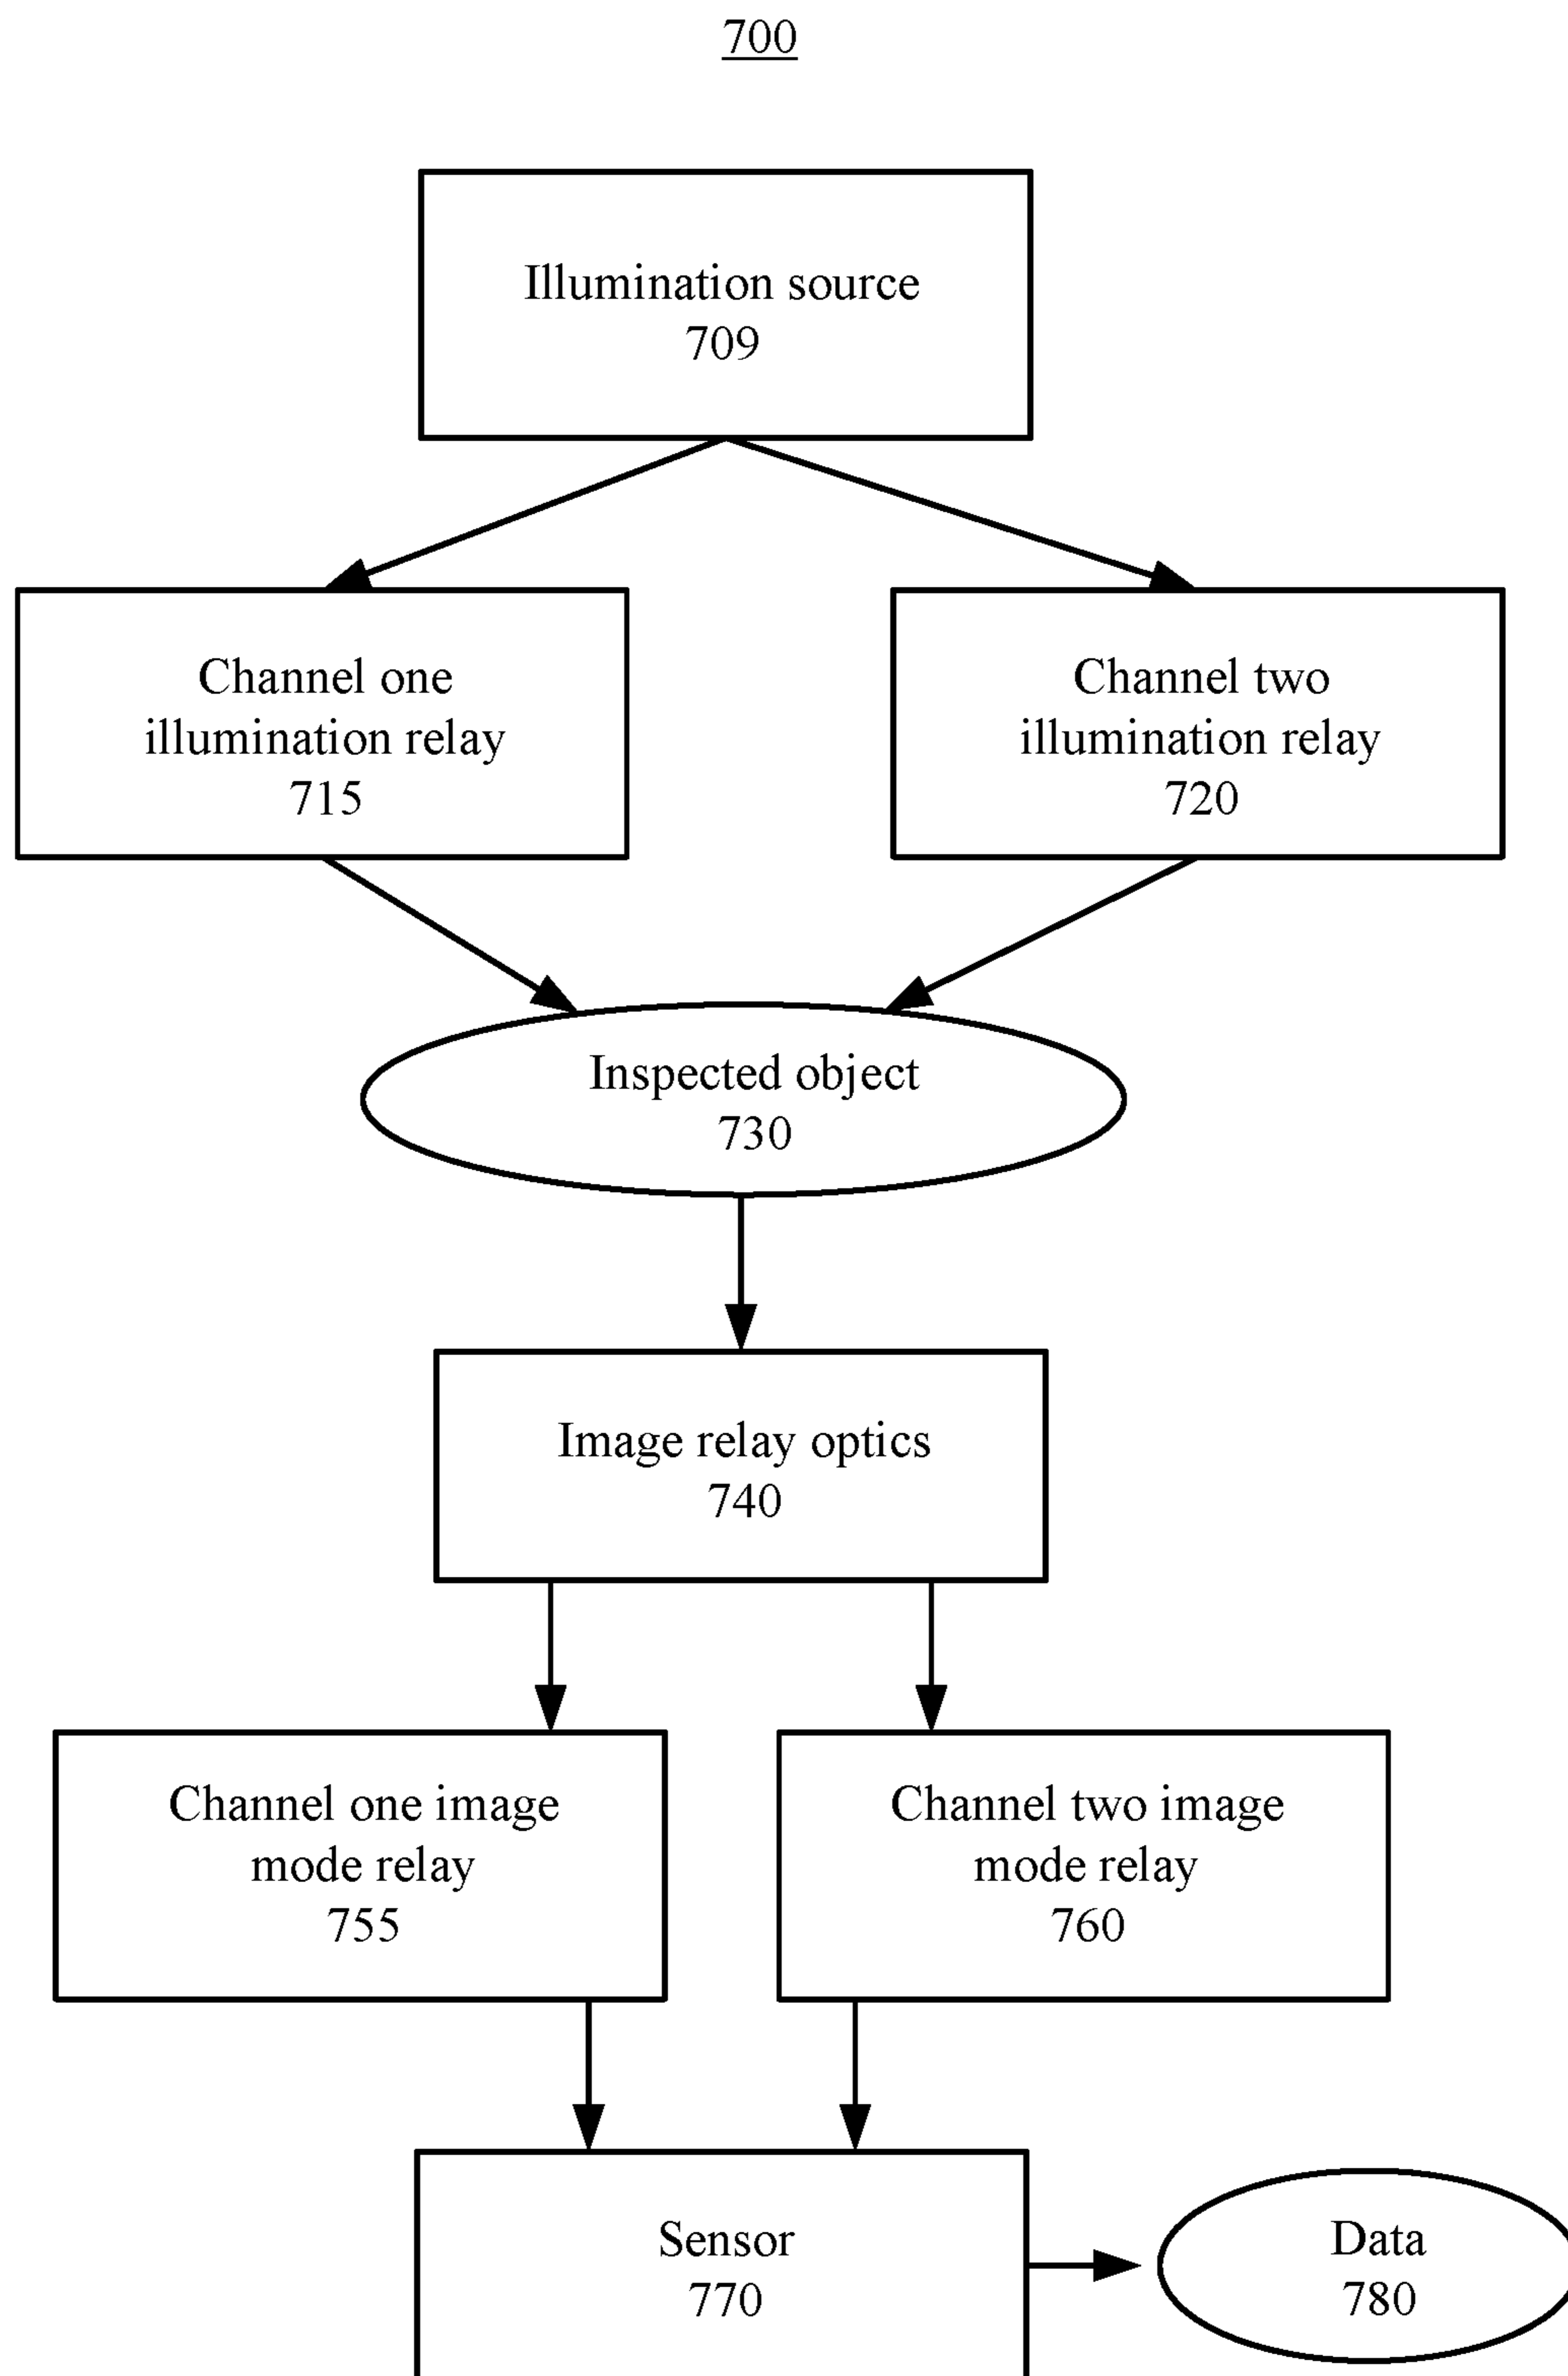 700
Illumination source
709
Channel one
illumination relay
715
Channel two
illumination relay
720
Inspected object
730
Image relay optics
740
Channel one image
mode relay
755
Channel two image
mode relay
760
Sensor
770
Data
780